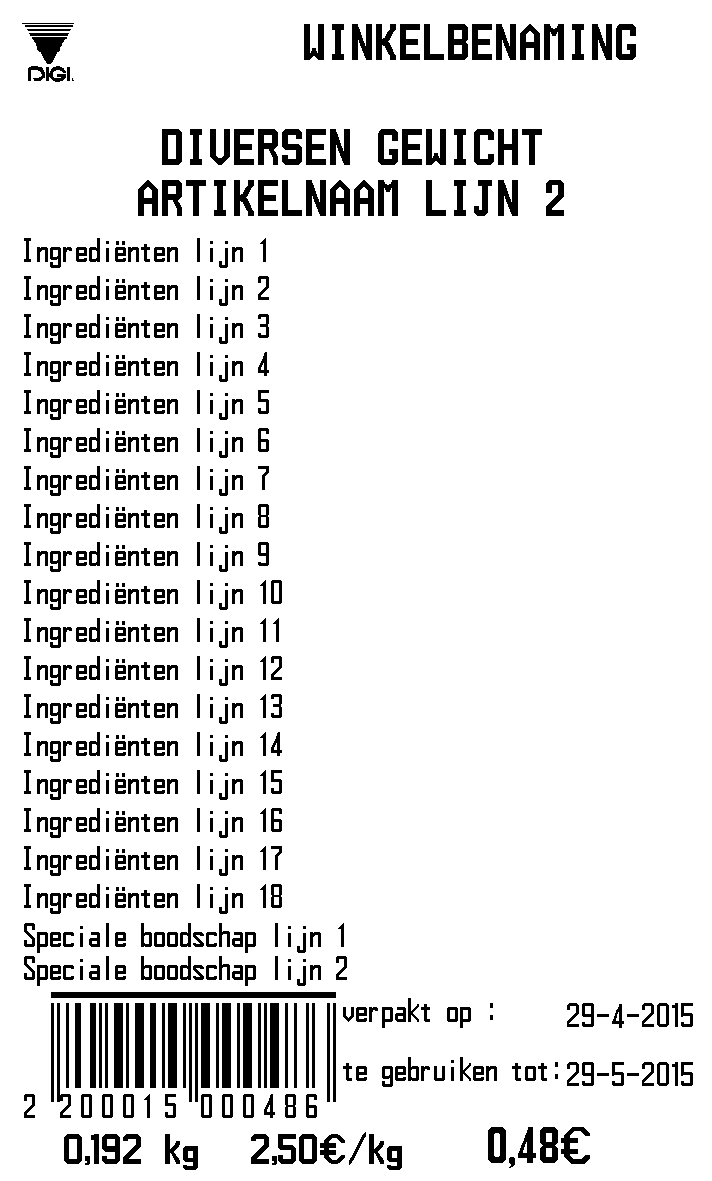 DIGI.
WINKELBENAMING
DIVERSEN GEWICHT
ARTIKELNAAM LIJN 2
Ingrediënten lijn 1
Ingrediënten lijn 2
Ingrediënten lijn 3
Ingrediënten lijn 4
Ingrediënten lijn 5
Ingrediënten lijn 6
Ingrediënten lijn 7
Ingrediënten lijn 8
Ingrediënten lijn 9
Ingrediënten lijn 10
Ingrediënten lijn 11
Ingrediënten lijn 12
Ingrediënten lijn 13
Ingrediënten lijn 14
Ingrediënten lijn 15
Ingrediënten lijn 16
Ingrediënten lijn 17
Ingrediënten lijn 18
Speciale boodschap lijn 1
Speciale boodschap lijn 2
verpakt op : 29-4-2015
te gebruiken tot: 29-5-2015
2 200015 000486
0,192 kg 2,50€/kg 0,48€